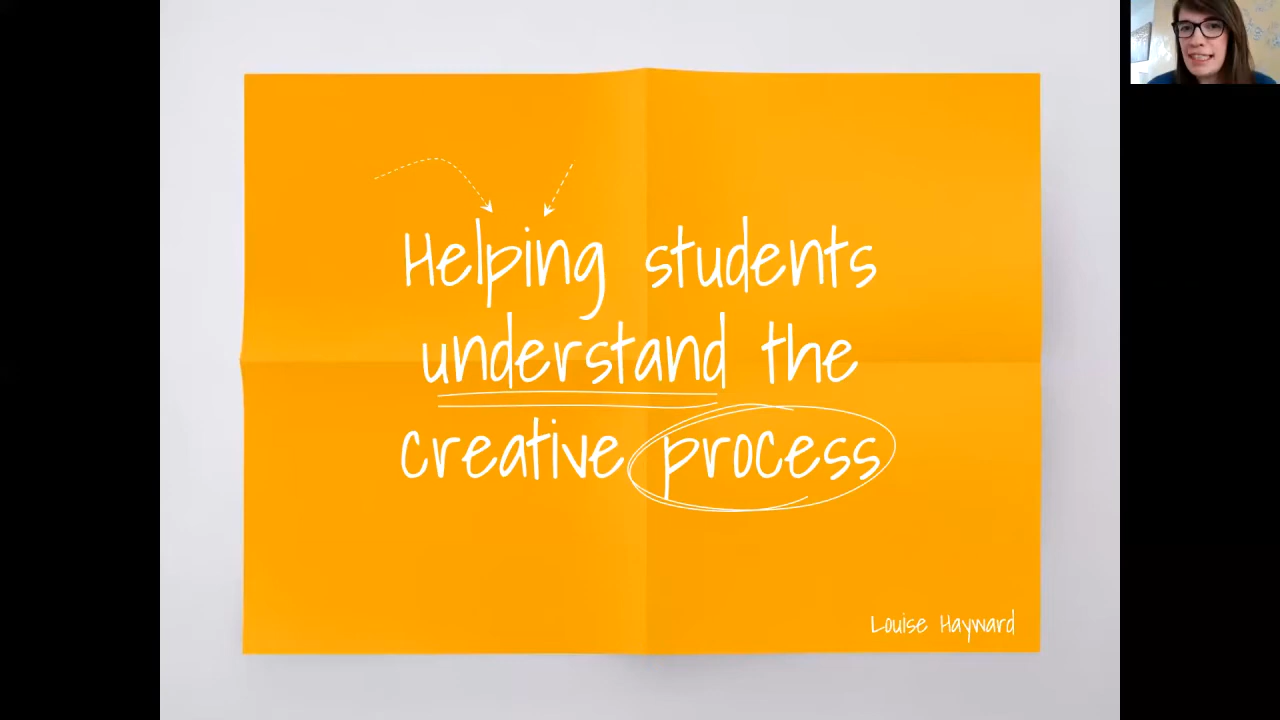 Helping students
understand the
creative process
Louise Hayward